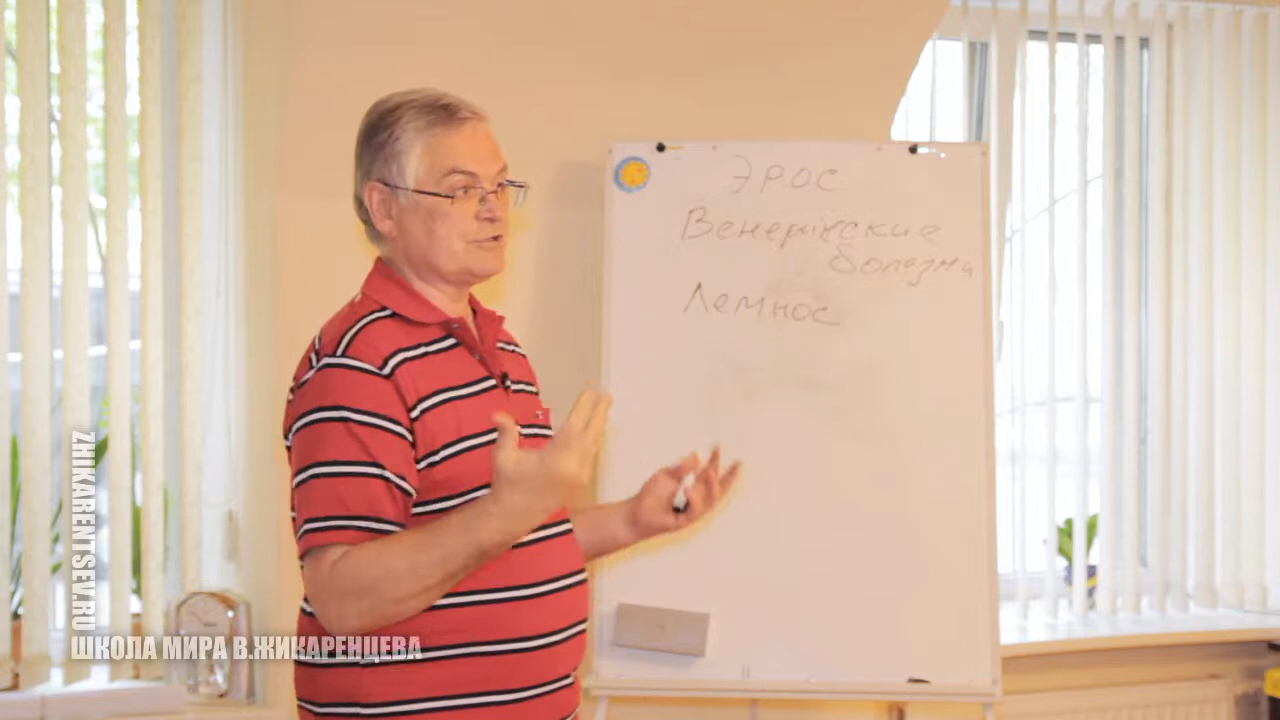 ЭРОС
Венерические
болезни
Лемнос
ZHIKARENTSEV.RU
ШКОЛА МИРА В.ЖИКАРЕНЦЕВА